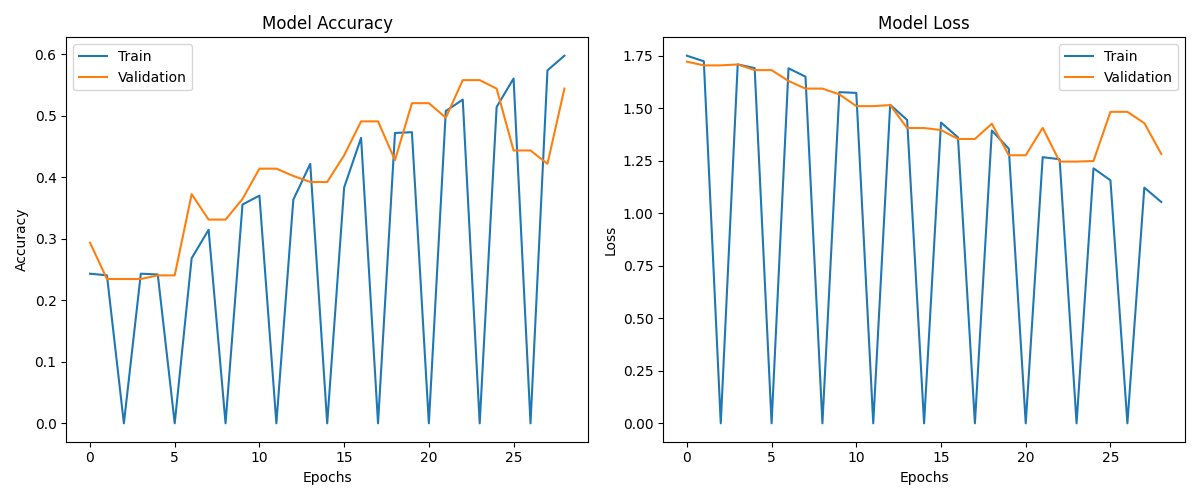 Model Accuracy
Train
Validation
0.6
0.5
0.4
0.3
0.2
0.1
0.0
Accuracy
0 5 10 15 20 25
Epochs
Model Loss
Train
Validation
1.75
1.50
1.25
1.00
0.75
0.50
0.25
0.00
Loss
0 5 10 15 20 25
Epochs